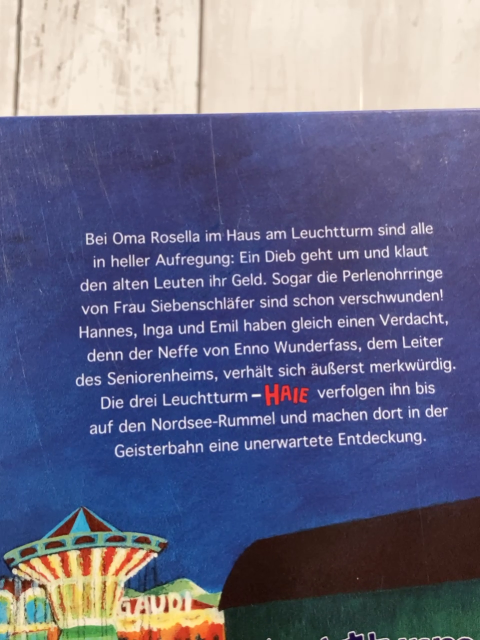 Bei Oma Rosella im Haus am Leuchtturm sind alle
in heller Aufregung: Ein Dieb geht um und klaut
den alten Leuten ihr Geld. Sogar die Perlenohrringe
von Frau Siebenschläfer sind schon verschwunden!
Hannes, Inga und Emil haben gleich einen Verdacht,
denn der Neffe von Enno Wunderfass, dem Leiter
des Seniorenheims, verhält sich äußerst merkwürdig.
Die drei Leuchtturm-HAIE verfolgen ihn bis
auf den Nordsee-Rummel und machen dort in der
Geisterbahn eine unerwartete Entdeckung.
GAUDI